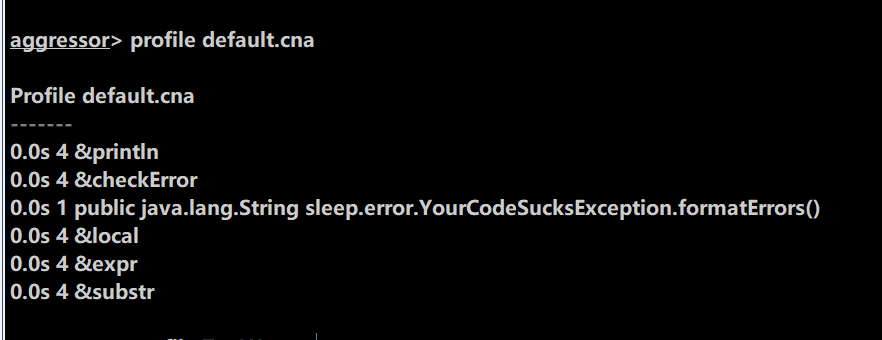 aggressor> profile default.cna
Profile default.cna
-------
0.0s 4 &println
0.0s 4 &checkError
0.0s 1 public java.lang.String sleep.error.YourCodeSucksException.formatErrors()
0.0s 4 &local
0.0s 4 &expr
0.0s 4 &substr